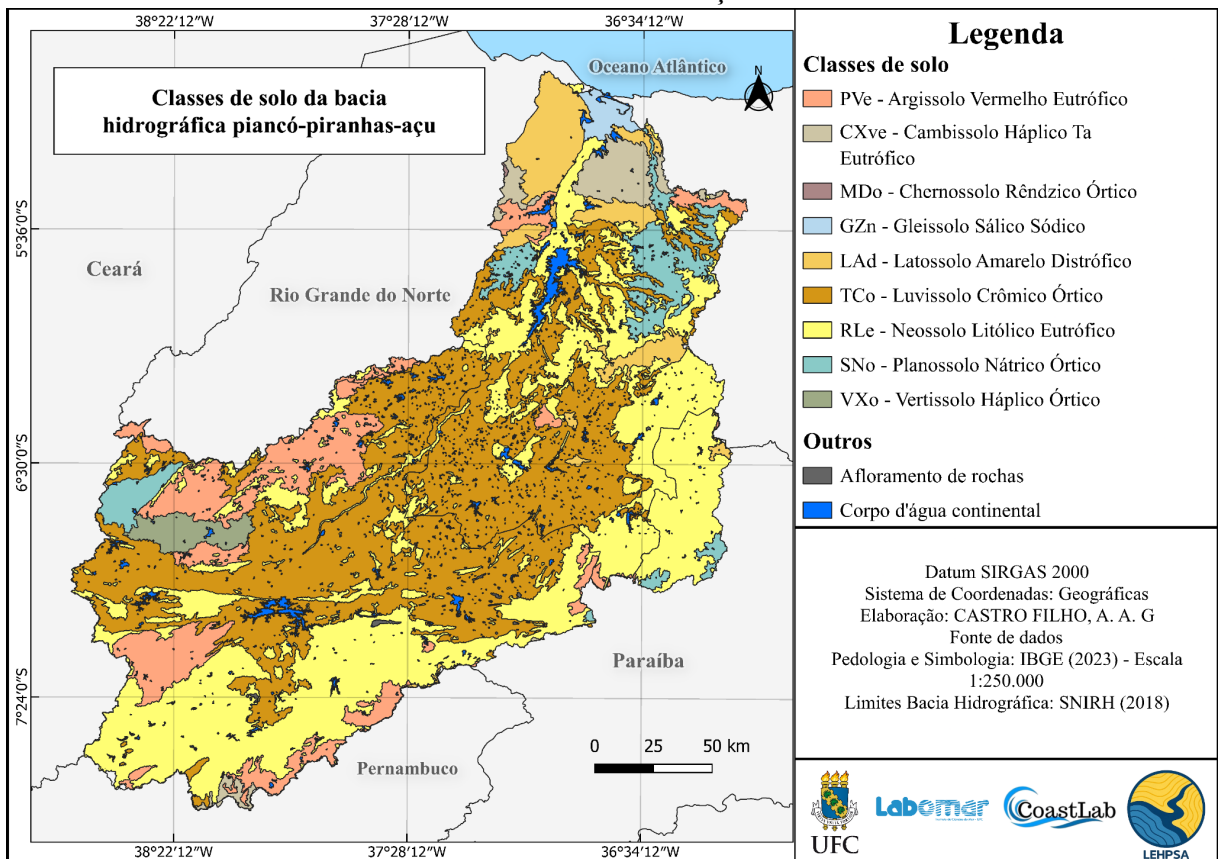 38°22'12"W
37°28'12"W
36°34'12"W
Oceano Atlântico
N
Classes de solo da bacia
hidrográfica piancó-piranhas-açu
5°36'0"S
Ceará
Rio Grande do Norte
6°30'0"S
7°24'0"S
Paraíba
Pernambuco
0 25 50 km
38°22'12"W
37°28'12"W
36°34'12"W
Legenda
Classes de solo
PVe - Argissolo Vermelho Eutrófico
CXve - Cambissolo Háplico Ta
Eutrófico
MDo - Chernossolo Rêndzico Órtico
GZn - Gleissolo Sálico Sódico
LAd - Latossolo Amarelo Distrófico
TCo - Luvissolo Crômico Órtico
RLe - Neossolo Litólico Eutrófico
SNo - Planossolo Nátrico Órtico
VXo - Vertissolo Háplico Órtico
Outros
Afloramento de rochas
Corpo d'água continental
Datum SIRGAS 2000
Sistema de Coordenadas: Geográficas
Elaboração: CASTRO FILHO, A. A. G
Fonte de dados
Pedologia e Simbologia: IBGE (2023) - Escala
1:250.000
Limites Bacia Hidrográfica: SNIRH (2018)
UFC
Labomar
CoastLab
LEHPSA